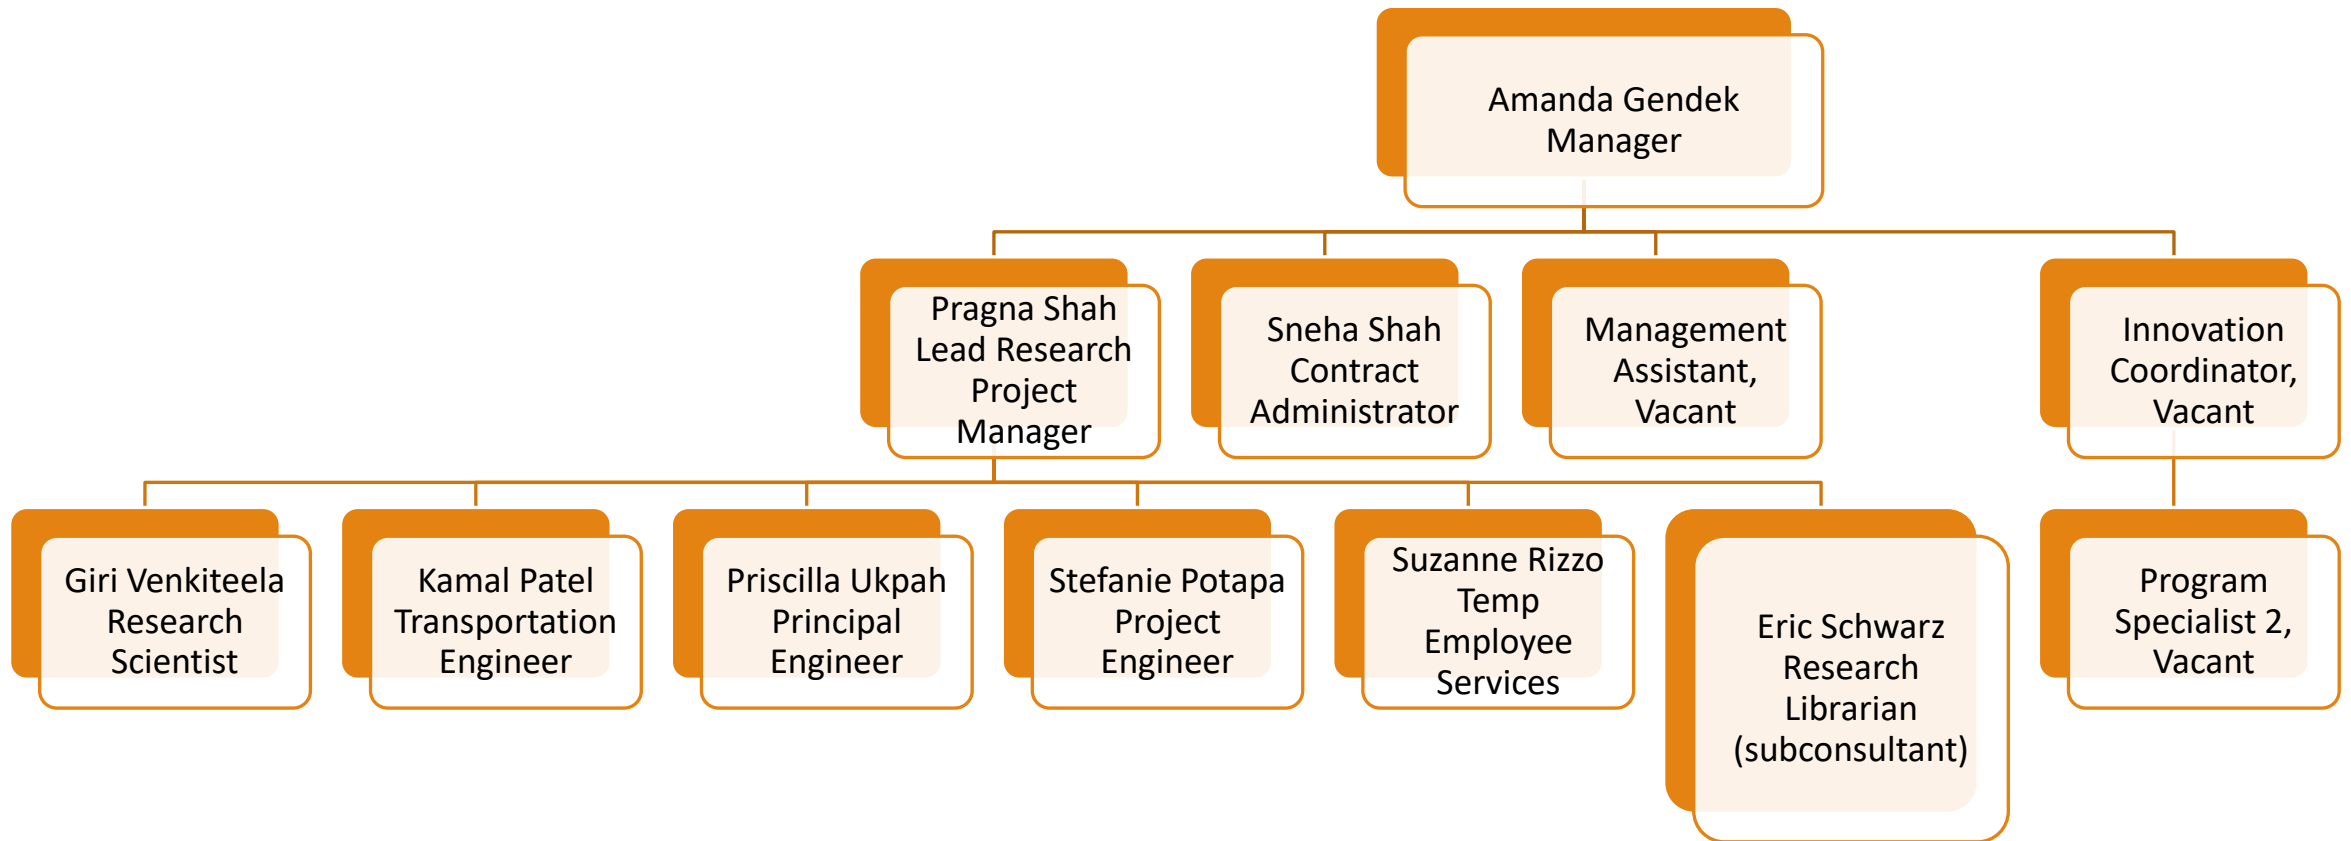 Amanda Gendek
Manager
Pragna Shah
Lead Research
Project
Manager
Sneha Shah
Contract
Administrator
Management
Assistant,
Vacant
Innovation
Coordinator,
Vacant
Giri Venkiteela
Research
Scientist
Kamal Patel
Transportation
Engineer
Priscilla Ukpah
Principal
Engineer
Stefanie Potapa
Project
Engineer
Suzanne Rizzo
Temp
Employee
Services
Eric Schwarz
Research
Librarian
(subconsultant)
Program
Specialist 2,
Vacant